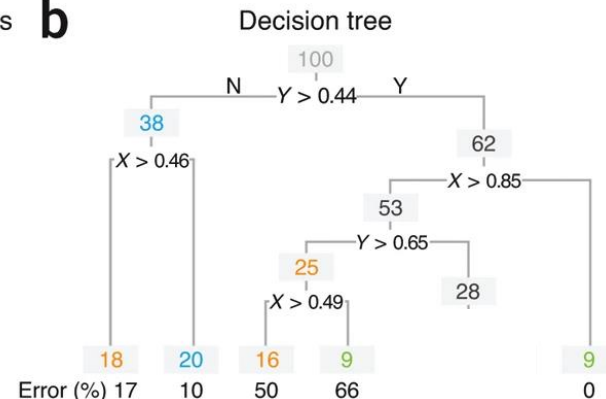 s b Decision tree
100
N Y > 0.44 Y
38
62
X > 0.46
X > 0.85
53
Y > 0.65
25
28
X > 0.49
18 20 16 9 9
Error (%) 17 10 50 66 0